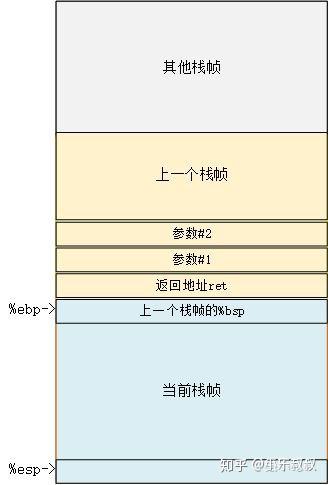 其他栈帧
上一个栈帧
参数#2
参数#1
返回地址ret
%ebp->
上一个栈帧的%bsp
当前栈帧
%esp->
知乎